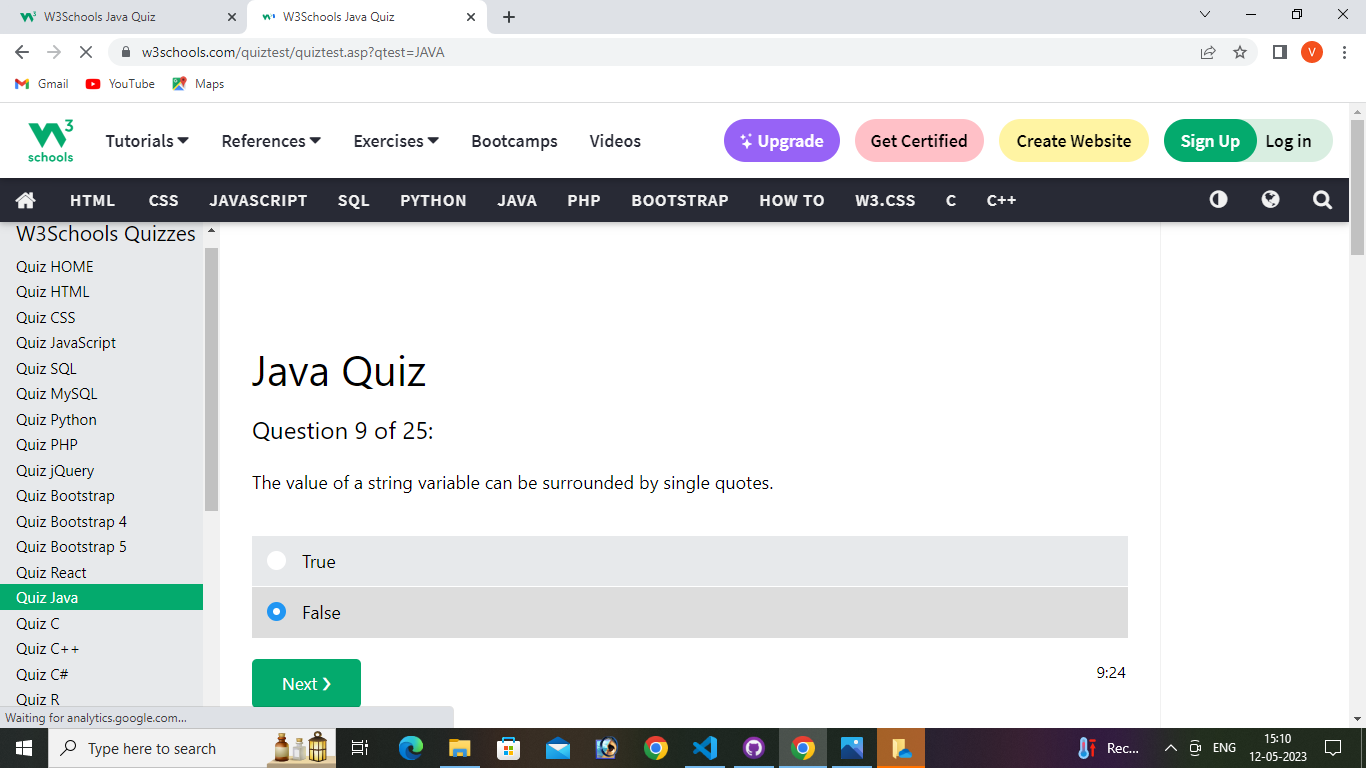 W3Schools Java Quiz
W3Schools Java Quiz
w3schools.com/quiztest/quiztest.asp?qtest=JAVA
V
Gmail YouTube Maps
W3 schools
Tutorials References Exercises Bootcamps Videos Upgrade Get Certified Create Website Sign Up Log in
HTML CSS JAVASCRIPT SQL PYTHON JAVA PHP BOOTSTRAP HOW TO W3.CSS C C++
W3Schools Quizzes
Quiz HOME
Quiz HTML
Quiz CSS
Quiz JavaScript
Quiz SQL
Quiz MySQL
Quiz Python
Quiz PHP
Quiz jQuery
Quiz Bootstrap
Quiz Bootstrap 4
Quiz Bootstrap 5
Quiz React
Quiz Java
Quiz C
Quiz C++
Quiz C#
Quiz R
Java Quiz
Question 9 of 25:
The value of a string variable can be surrounded by single quotes.
True
False
Next ❯
9:24
Waiting for analytics.google.com...
Type here to search
Rec...
ENG
15:10
12-05-2023